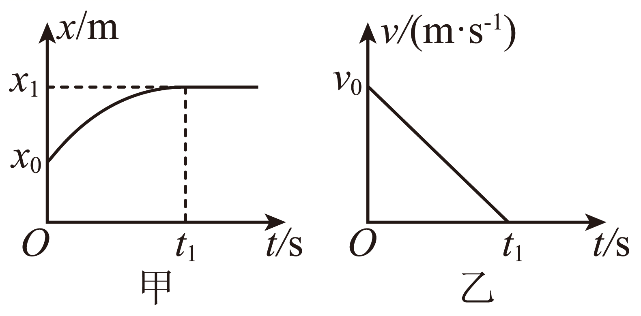 x/m
x₁
x₀
O
t₁
t/s
甲
v/(m·s⁻¹)
v₀
O
t₁
t/s
乙